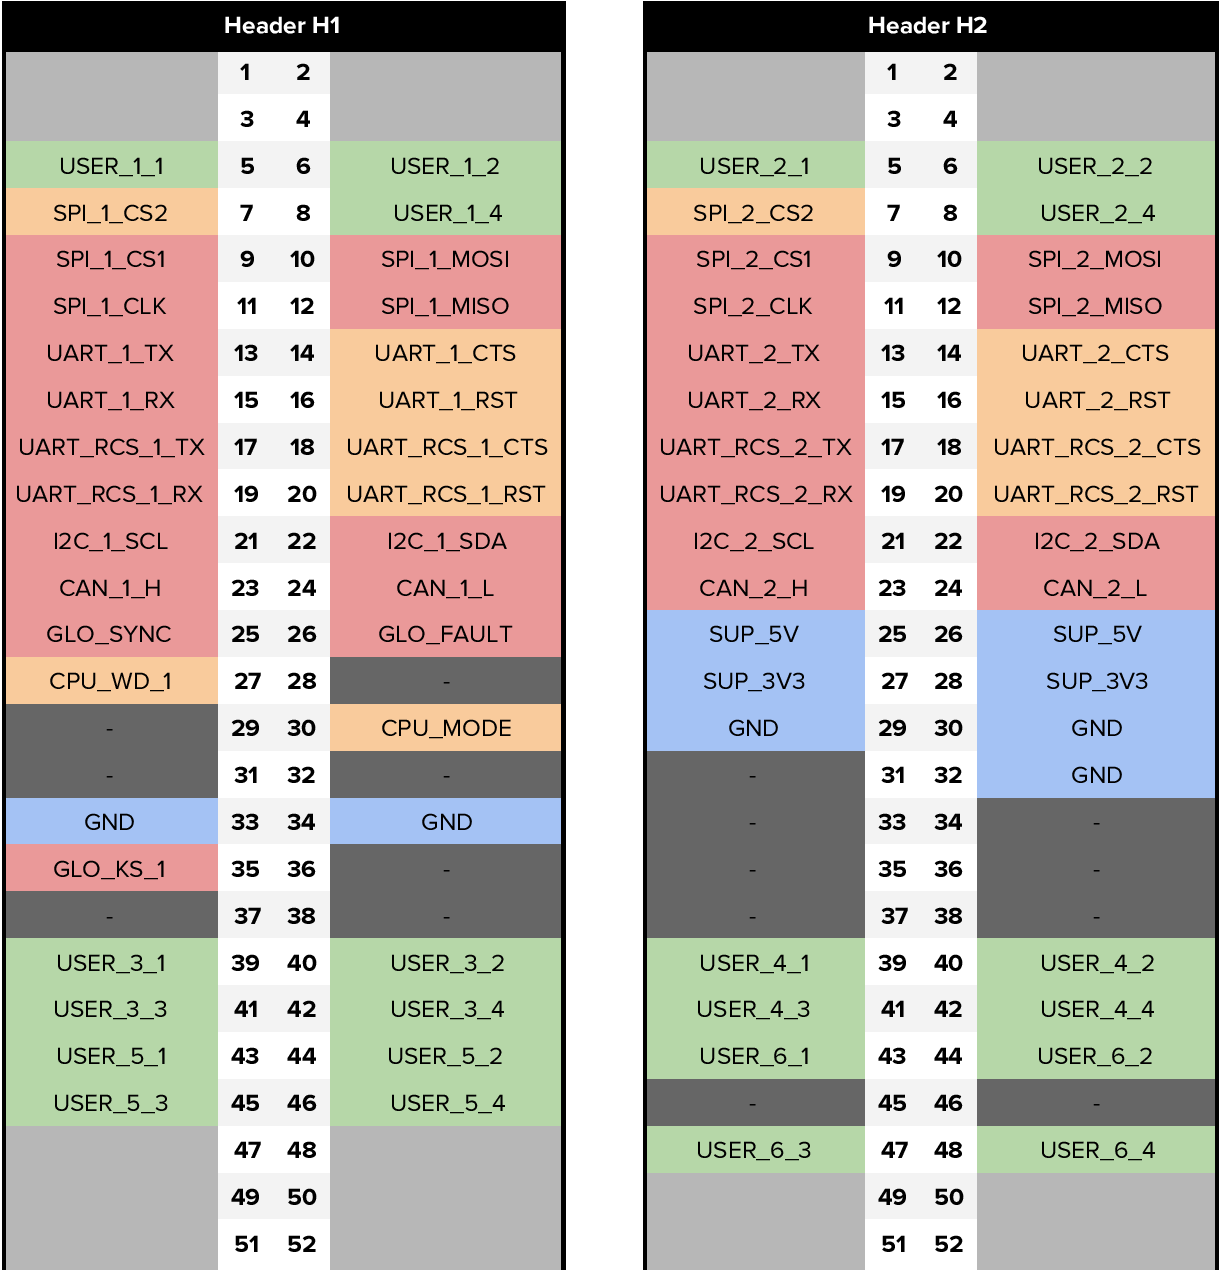 Header H1
1 2
3 4
USER_1_1 5 6 USER_1_2
SPI_1_CS2 7 8 USER_1_4
SPI_1_CS1 9 10 SPI_1_MOSI
SPI_1_CLK 11 12 SPI_1_MISO
UART_1_TX 13 14 UART_1_CTS
UART_1_RX 15 16 UART_1_RST
UART_RCS_1_TX 17 18 UART_RCS_1_CTS
UART_RCS_1_RX 19 20 UART_RCS_1_RST
I2C_1_SCL 21 22 I2C_1_SDA
CAN_1_H 23 24 CAN_1_L
GLO_SYNC 25 26 GLO_FAULT
CPU_WD_1 27 28 -
- 29 30 CPU_MODE
- 31 32 -
GND 33 34 GND
GLO_KS_1 35 36 -
- 37 38 -
USER_3_1 39 40 USER_3_2
USER_3_3 41 42 USER_3_4
USER_5_1 43 44 USER_5_2
USER_5_3 45 46 USER_5_4
47 48
49 50
51 52
Header H2
1 2
3 4
USER_2_1 5 6 USER_2_2
SPI_2_CS2 7 8 USER_2_4
SPI_2_CS1 9 10 SPI_2_MOSI
SPI_2_CLK 11 12 SPI_2_MISO
UART_2_TX 13 14 UART_2_CTS
UART_2_RX 15 16 UART_2_RST
UART_RCS_2_TX 17 18 UART_RCS_2_CTS
UART_RCS_2_RX 19 20 UART_RCS_2_RST
I2C_2_SCL 21 22 I2C_2_SDA
CAN_2_H 23 24 CAN_2_L
SUP_5V 25 26 SUP_5V
SUP_3V3 27 28 SUP_3V3
GND 29 30 GND
- 31 32 GND
- 33 34 -
- 35 36 -
- 37 38 -
USER_4_1 39 40 USER_4_2
USER_4_3 41 42 USER_4_4
USER_6_1 43 44 USER_6_2
- 45 46 -
USER_6_3 47 48 USER_6_4
49 50
51 52